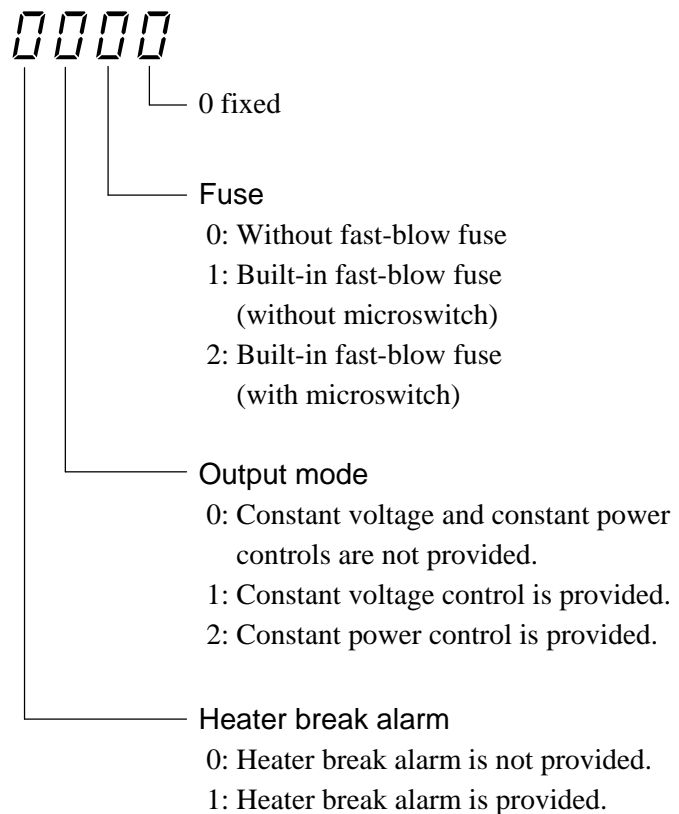 0000
0 fixed
Fuse
0: Without fast-blow fuse
1: Built-in fast-blow fuse
(without microswitch)
2: Built-in fast-blow fuse
(with microswitch)
Output mode
0: Constant voltage and constant power
controls are not provided.
1: Constant voltage control is provided.
2: Constant power control is provided.
Heater break alarm
0: Heater break alarm is not provided.
1: Heater break alarm is provided.